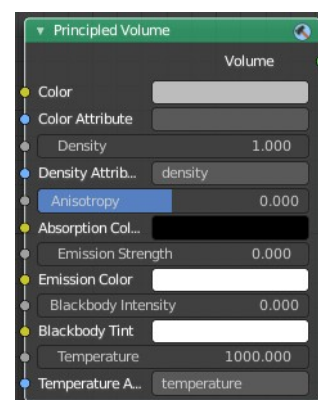 Principled Volume
Volume
Color
Color Attribute
Density 1.000
Density Attrib... density
Anisotropy 0.000
Absorption Col...
Emission Strength 0.000
Emission Color
Blackbody Intensity 0.000
Blackbody Tint
Temperature 1000.000
Temperature A... temperature